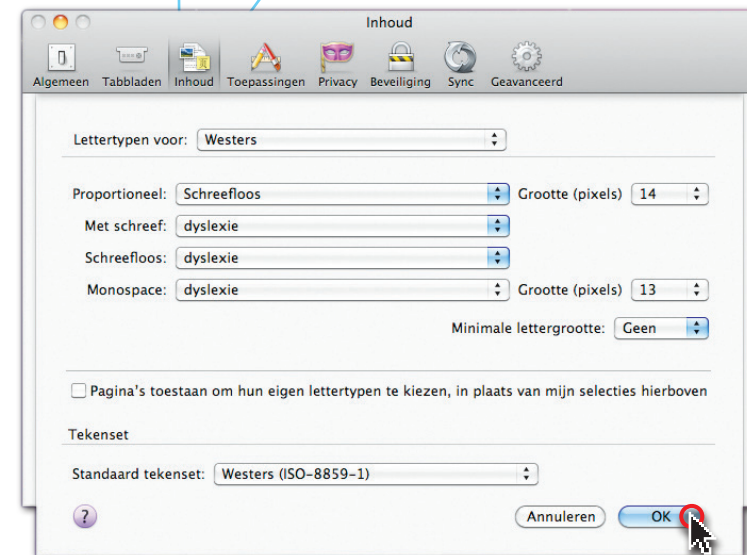 Inhoud
Algemeen Tabbladen Inhoud Toepassingen Privacy Beveiliging Sync Geavanceerd
Lettertypen voor: Westers
Proportioneel: Schreefloos Grootte (pixels) 14
Met schreef: dyslexie
Schreefloos: dyslexie
Monospace: dyslexie Grootte (pixels) 13
Minimale lettergrootte: Geen
Pagina's toestaan om hun eigen lettertypen te kiezen, in plaats van mijn selecties hierboven
Tekenset
Standaard tekenset: Westers (ISO-8859-1)
? Annuleren OK